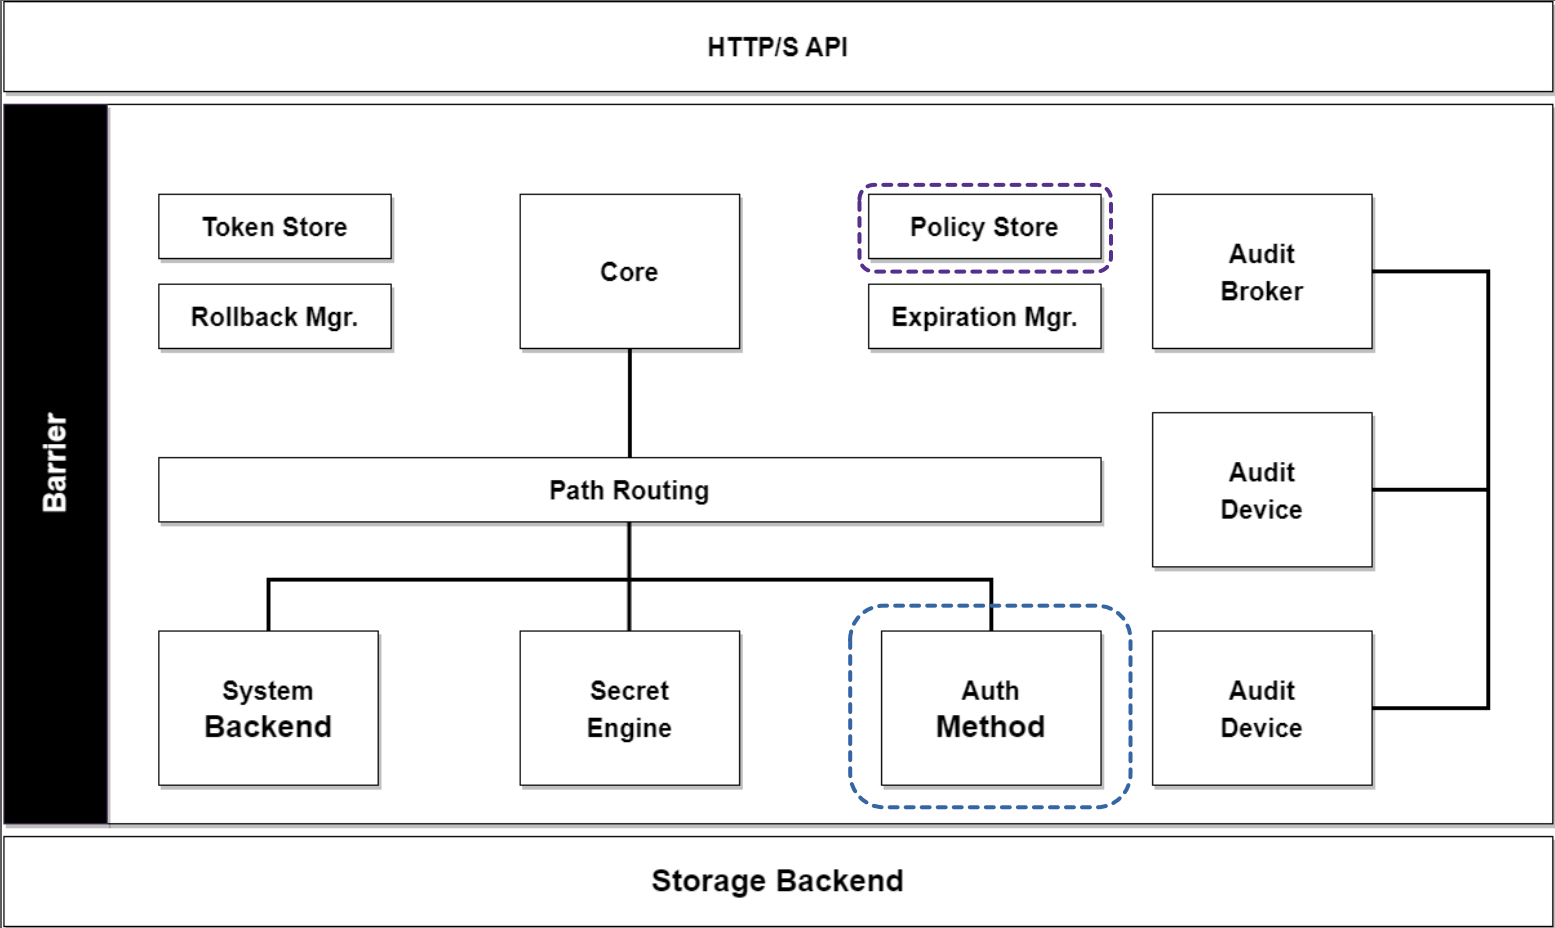 HTTP/S API
Barrier
Token Store
Rollback Mgr.
Core
Policy Store
Expiration Mgr.
Audit
Broker
Path Routing
Audit
Device
System
Backend
Secret
Engine
Auth
Method
Audit
Device
Storage Backend